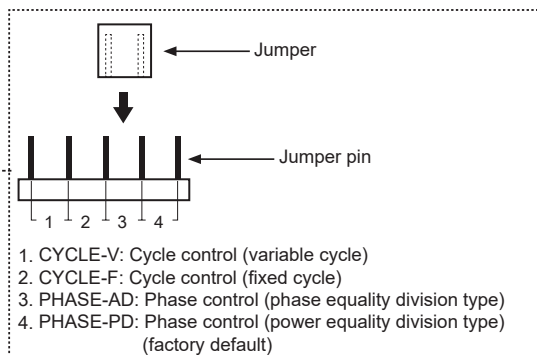 Jumper
Jumper pin
1 2 3 4
1. CYCLE-V: Cycle control (variable cycle)
2. CYCLE-F: Cycle control (fixed cycle)
3. PHASE-AD: Phase control (phase equality division type)
4. PHASE-PD: Phase control (power equality division type)
(factory default)